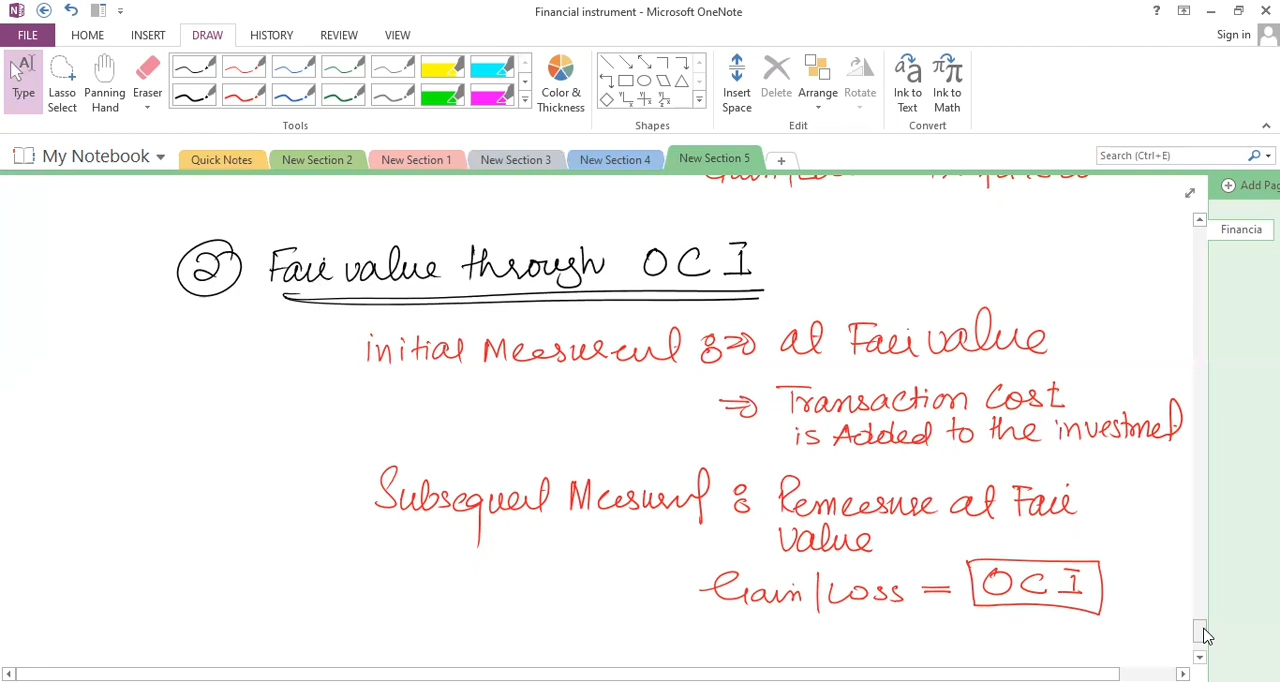 Financial instrument - Microsoft OneNote
Sign in
FILE HOME INSERT DRAW HISTORY REVIEW VIEW
Type
Lasso Select
Panning Hand
Eraser
Color & Thickness
Insert Space
Delete
Arrange
Rotate
Ink to Text
Ink to Math
Tools
Shapes
Edit
Convert
My Notebook
Quick Notes
New Section 2
New Section 1
New Section 3
New Section 4
New Section 5
Search (Ctrl+E)
Add Pag
Financia
Gain/Loss
② Fair value through OCI
initial Measurement : ⇒ at Fair value
⇒ Transaction Cost
is Added to the investment
Subsequent Measurement : Remeasure at Fair
value
Gain/Loss = OCI